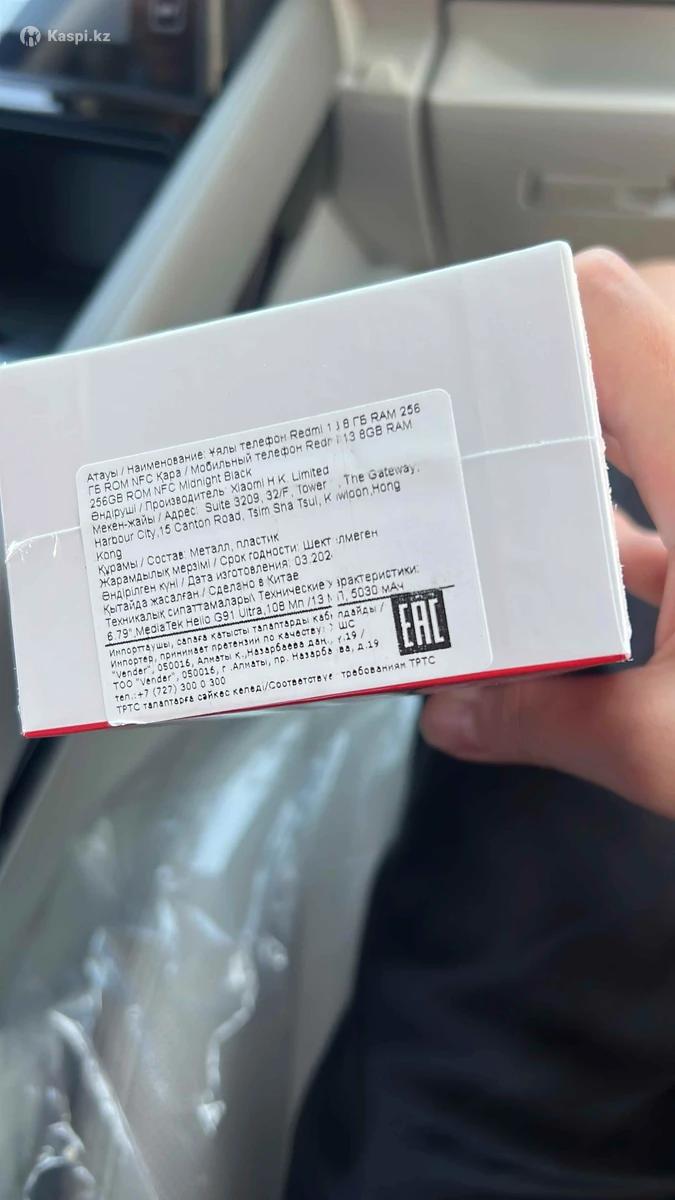 Kaspi.kz
Атауы / Наименование: Ұялы телефон Redmi 13 8 ГБ RAM 256
ГБ ROM NFC Қара / Мобильный телефон Redmi 13 8GB RAM
256GB ROM NFC Midnight Black
Өндіруші / Производитель: Xiaomi H.K. Limited
Мекен-жайы / Адрес: Suite 3209, 32/F, Tower , The Gateway,
Harbour City,15 Canton Road, Tsim Sha Tsui, Kowloon,Hong
Kong
Құрамы / Состав: Металл, пластик
Жарамдылық мерзімі / Срок годности: Шектелмеген
Өндірілген күні / Дата изготовления: 03.202
Қытайда жасалған / Сделано в Китае
Техникалық сипаттамалары\ Технические характеристики:
6.79",MediaTek Helio G91 Ultra,108 Мп /13 МП, 5030 мАч
Импорттаушы, сапаға қатысты талаптарды қабылдайды /
Импортер, принимает претензии по качеству: ШС
"Vender", 050016, Алматы к.,Назарбаева даң., г.19 /
ТОО "Vender", 050016, г. Алматы, пр. Назарбаева, д.19
тел.:+7 (727) 300 0 300
ТРТС талаптарға сәйкес келеді/Соответствует требованиям ТРТС
EAC